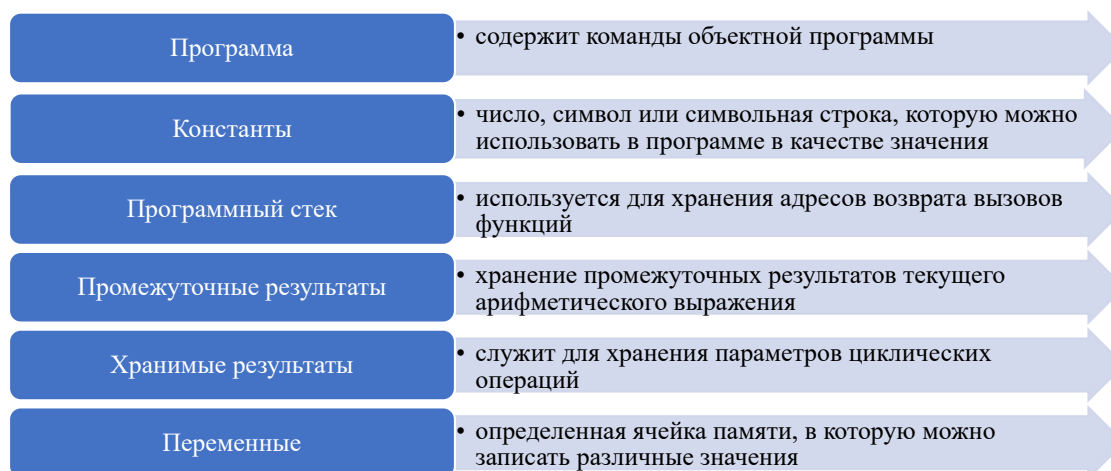 Программа
• содержит команды объектной программы
Константы
• число, символ или символьная строка, которую можно
использовать в программе в качестве значения
Программный стек
• используется для хранения адресов возврата вызовов
функций
Промежуточные результаты
• хранение промежуточных результатов текущего
арифметического выражения
Хранимые результаты
• служит для хранения параметров циклических
операций
Переменные
• определенная ячейка памяти, в которую можно
записать различные значения